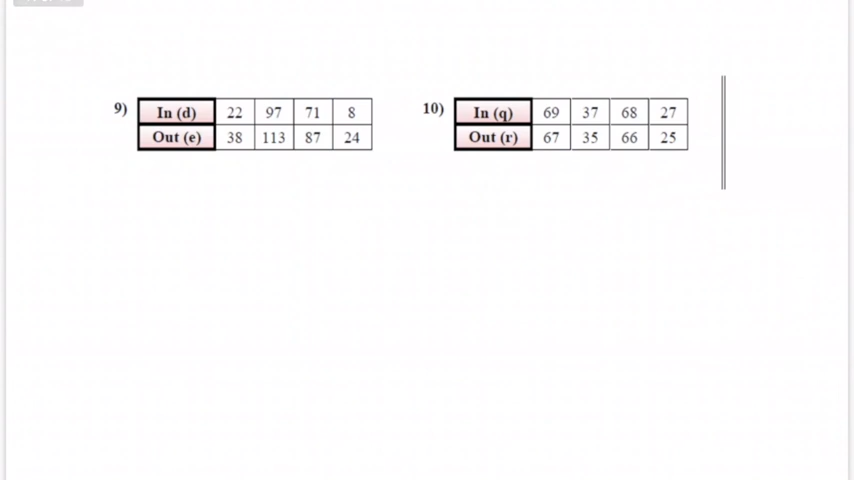 9) In (d) 22 97 71 8
Out (e) 38 113 87 24
10) In (q) 69 37 68 27
Out (r) 67 35 66 25